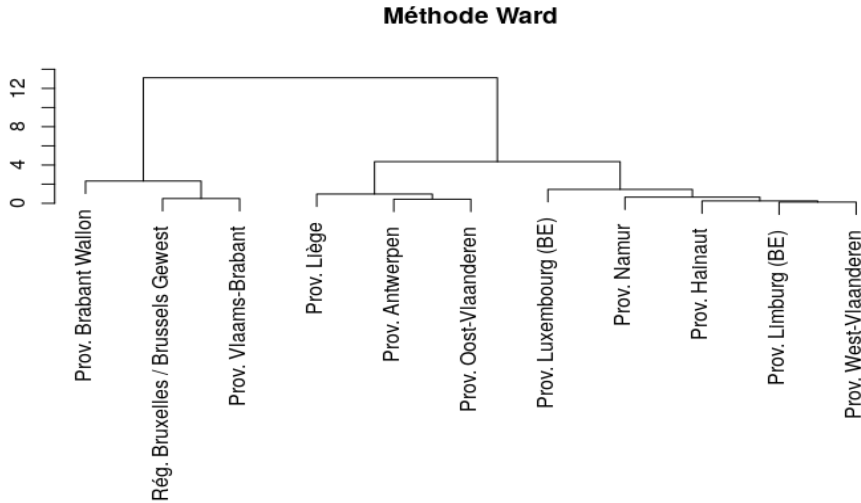 Méthode Ward
12
8
4
0
Prov. Brabant Wallon
Rég. Bruxelles / Brussels Gewest
Prov. Vlaams-Brabant
Prov. Liège
Prov. Antwerpen
Prov. Oost-Vlaanderen
Prov. Luxembourg (BE)
Prov. Namur
Prov. Hainaut
Prov. Limburg (BE)
Prov. West-Vlaanderen